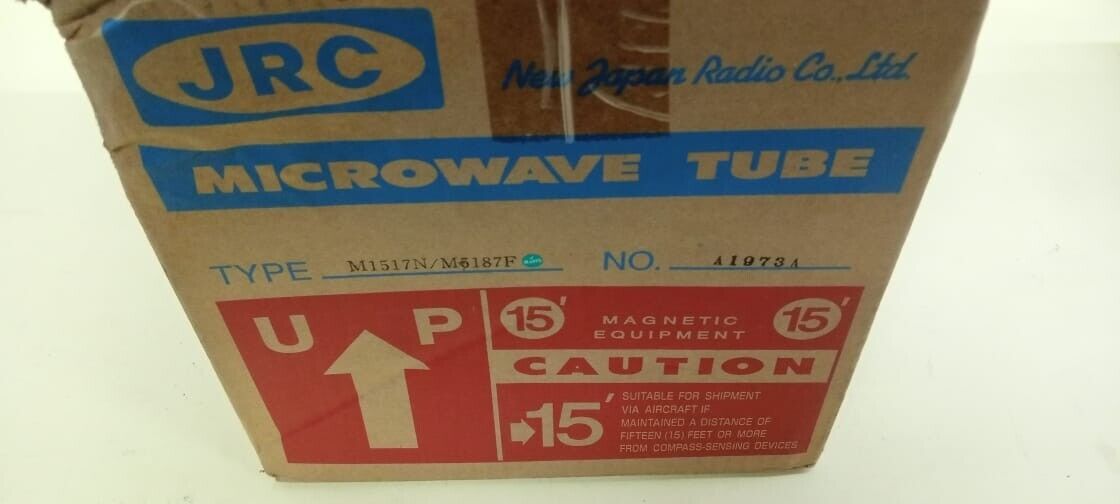 JRC
New Japan Radio Co., Ltd.
MICROWAVE TUBE
TYPE M1517N/M5187F NO. A1973A
UP
15' MAGNETIC EQUIPMENT 15'
CAUTION
15'
SUITABLE FOR SHIPMENT
VIA AIRCRAFT IF
MAINTAINED A DISTANCE OF
FIFTEEN (15) FEET OR MORE
FROM COMPASS-SENSING DEVICES